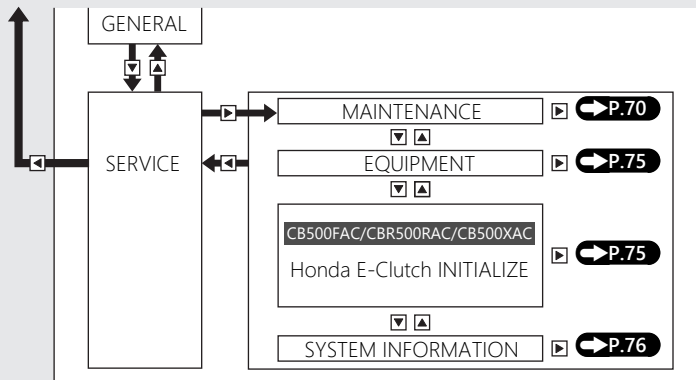 GENERAL
SERVICE
MAINTENANCE
P.70
EQUIPMENT
P.75
CB500FAC/CBR500RAC/CB500XAC
Honda E-Clutch INITIALIZE
P.75
SYSTEM INFORMATION
P.76